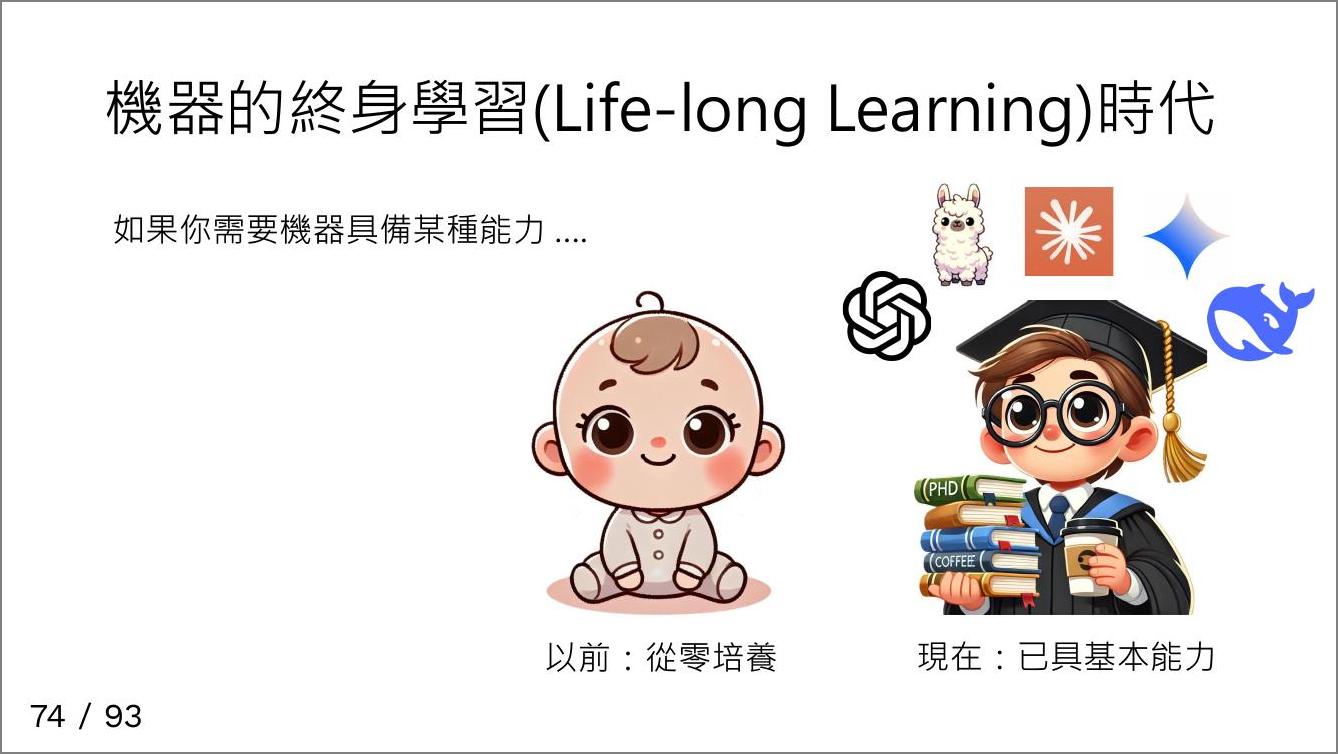 機器的終身學習(Life-long Learning)時代
如果你需要機器具備某種能力 ....
PHD
COFFEE
以前：從零培養
現在：已具基本能力
74 / 93